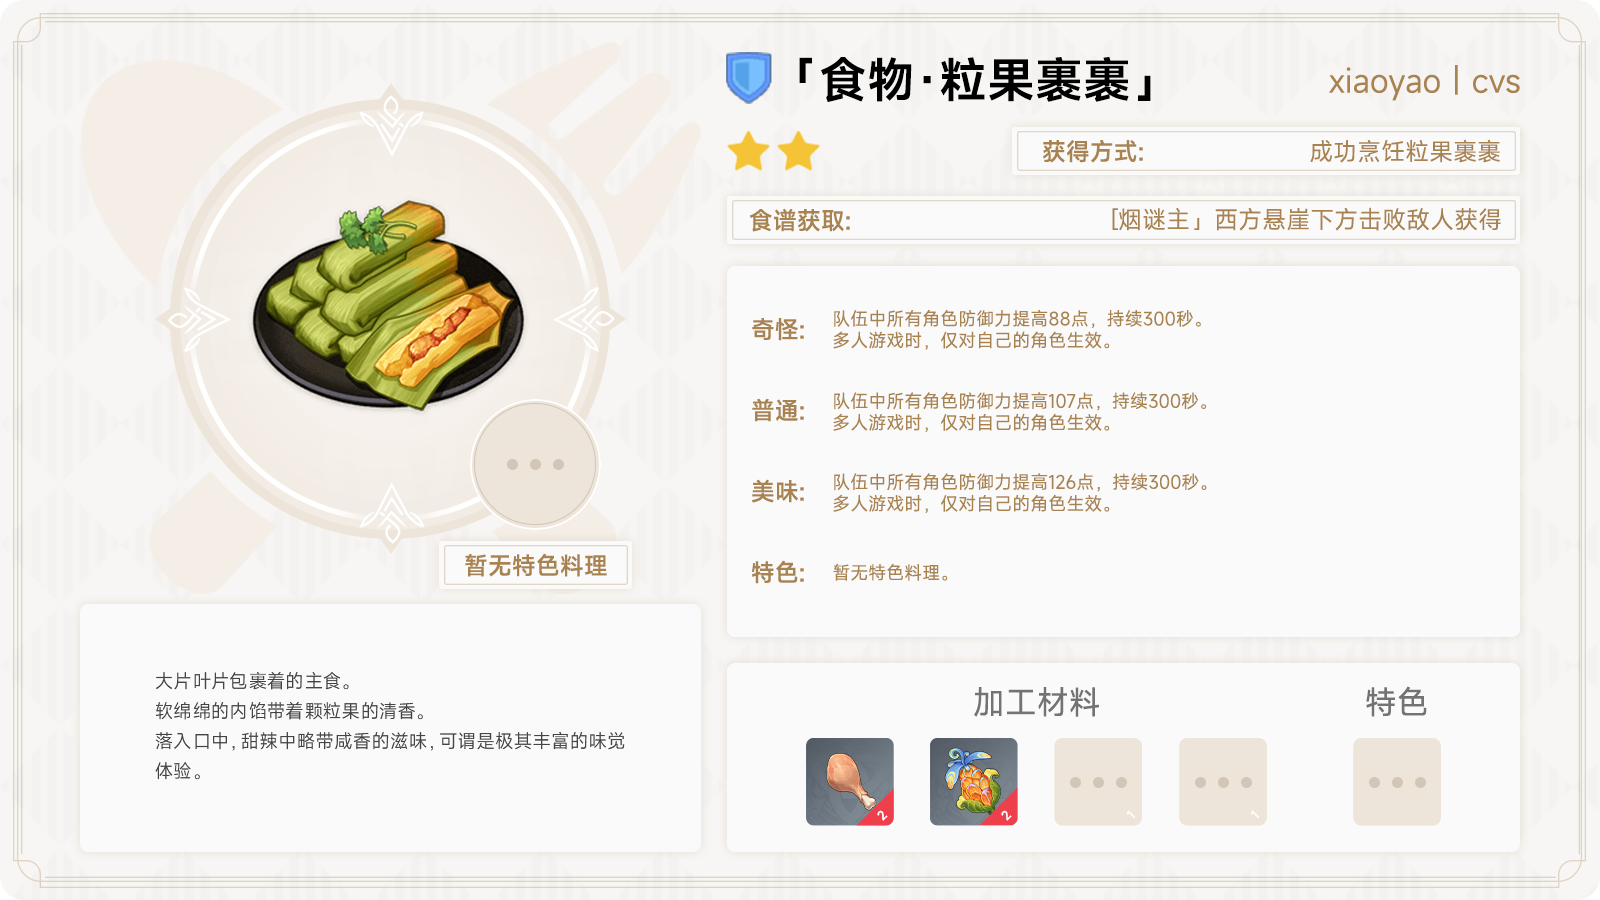 「食物·粒果裹裹」
xiaoyao | cvs
获得方式: 成功烹饪粒果裹裹
食谱获取: [烟谜主」西方悬崖下方击败敌人获得
奇怪: 队伍中所有角色防御力提高88点，持续300秒。
多人游戏时，仅对自己的角色生效。
普通: 队伍中所有角色防御力提高107点，持续300秒。
多人游戏时，仅对自己的角色生效。
美味: 队伍中所有角色防御力提高126点，持续300秒。
多人游戏时，仅对自己的角色生效。
特色: 暂无特色料理。
暂无特色料理
大片叶片包裹着的主食。
软绵绵的内馅带着颗粒果的清香。
落入口中,甜辣中略带咸香的滋味,可谓是极其丰富的味觉
体验。
加工材料 特色
2 2 1 1